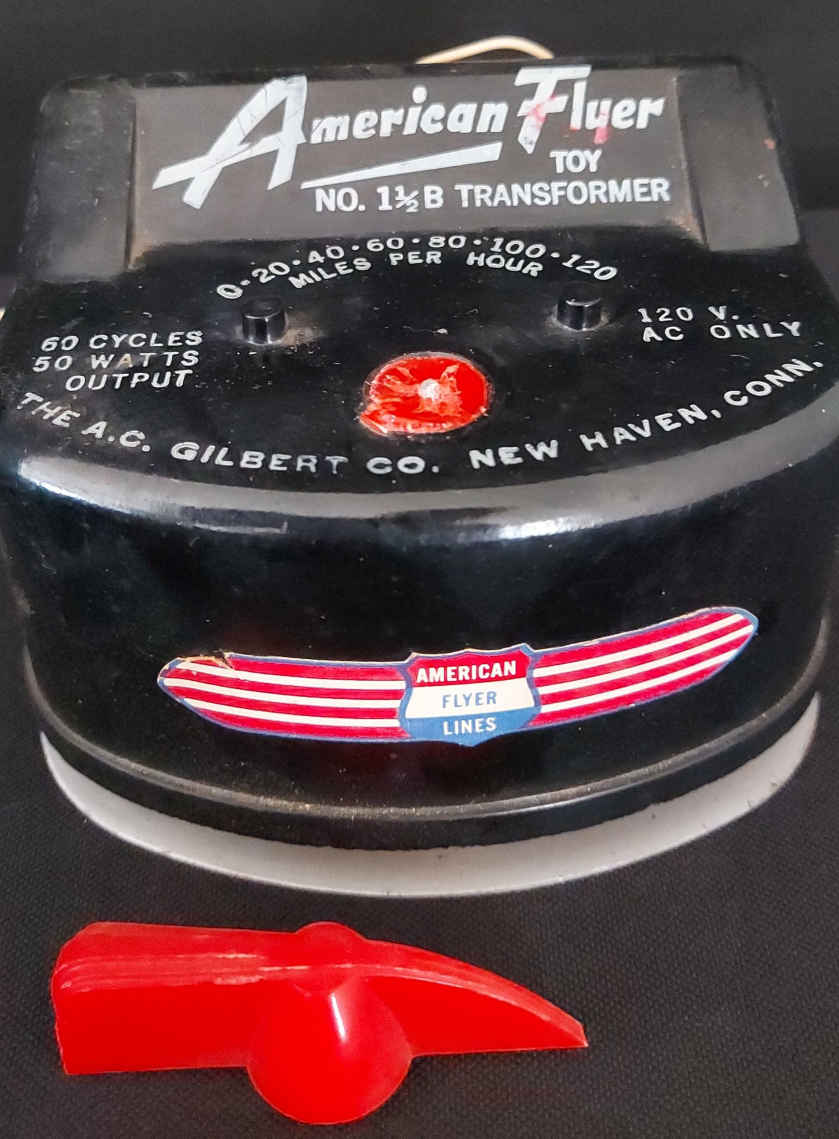 American Flyer
TOY
NO. 1½ B TRANSFORMER
0·20·40·60·80·100·120
MILES PER HOUR
60 CYCLES
50 WATTS
OUTPUT
120 V.
AC ONLY
THE A.C. GILBERT CO. NEW HAVEN, CONN.
AMERICAN
FLYER
LINES